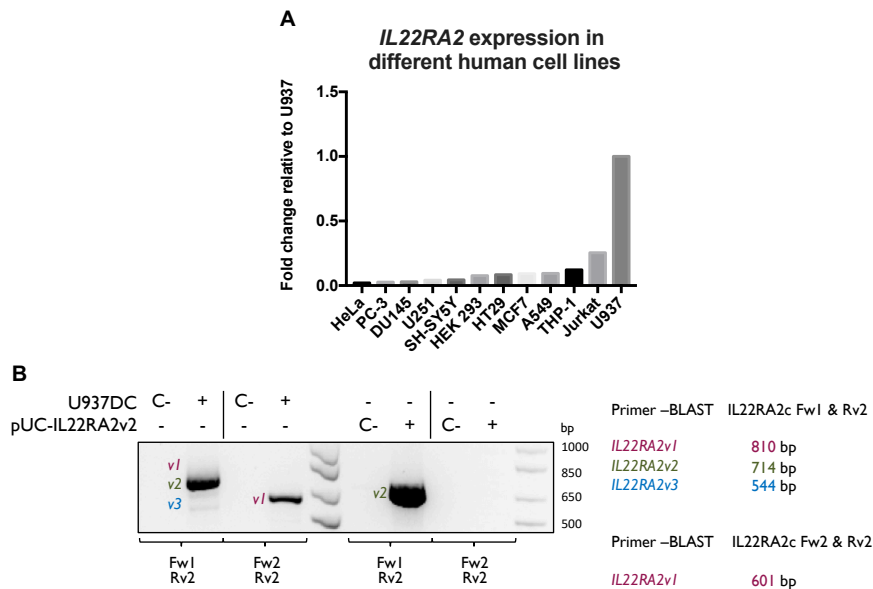 A
IL22RA2 expression in
different human cell lines
Fold change relative to U937
1.5
1.0
0.5
0.0
HeLa
PC-3
DU145
U251
SH-SY5Y
HEK 293
HT29
MCF7
A549
THP-1
Jurkat
U937
B
U937DC C- + C- + - - - -
pUC-IL22RA2v2 - - - - C- + C- +
bp
v1
v2
v3
v1
v2
1000
850
650
500
Fw1 Fw2 Fw1 Fw2
Rv2 Rv2 Rv2 Rv2
Primer –BLAST IL22RA2c Fw1 & Rv2
IL22RA2v1 810 bp
IL22RA2v2 714 bp
IL22RA2v3 544 bp
Primer –BLAST IL22RA2c Fw2 & Rv2
IL22RA2v1 601 bp